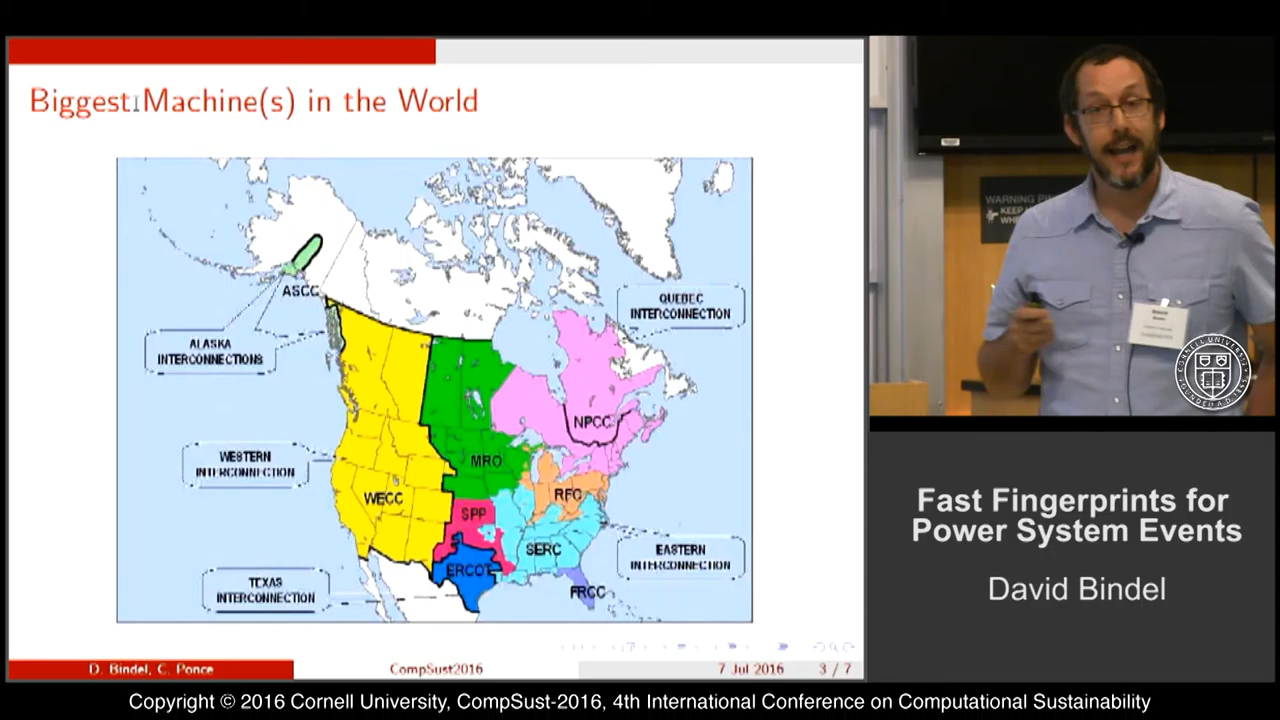 Biggest Machine(s) in the World
ASCC
QUEBEC
INTERCONNECTION
ALASKA
INTERCONNECTIONS
NPCC
WESTERN
INTERCONNECTION
MRO
WECC
RFC
SPP
SERC
EASTERN
INTERCONNECTION
ERCOT
TEXAS
INTERCONNECTION
FRCC
D. Bindel, C. Ponce
CompSust2016
7 Jul 2016
3 / 7
WARNING
KEEP
Fast Fingerprints for
Power System Events
David Bindel
Copyright © 2016 Cornell University, CompSust-2016, 4th International Conference on Computational Sustainability